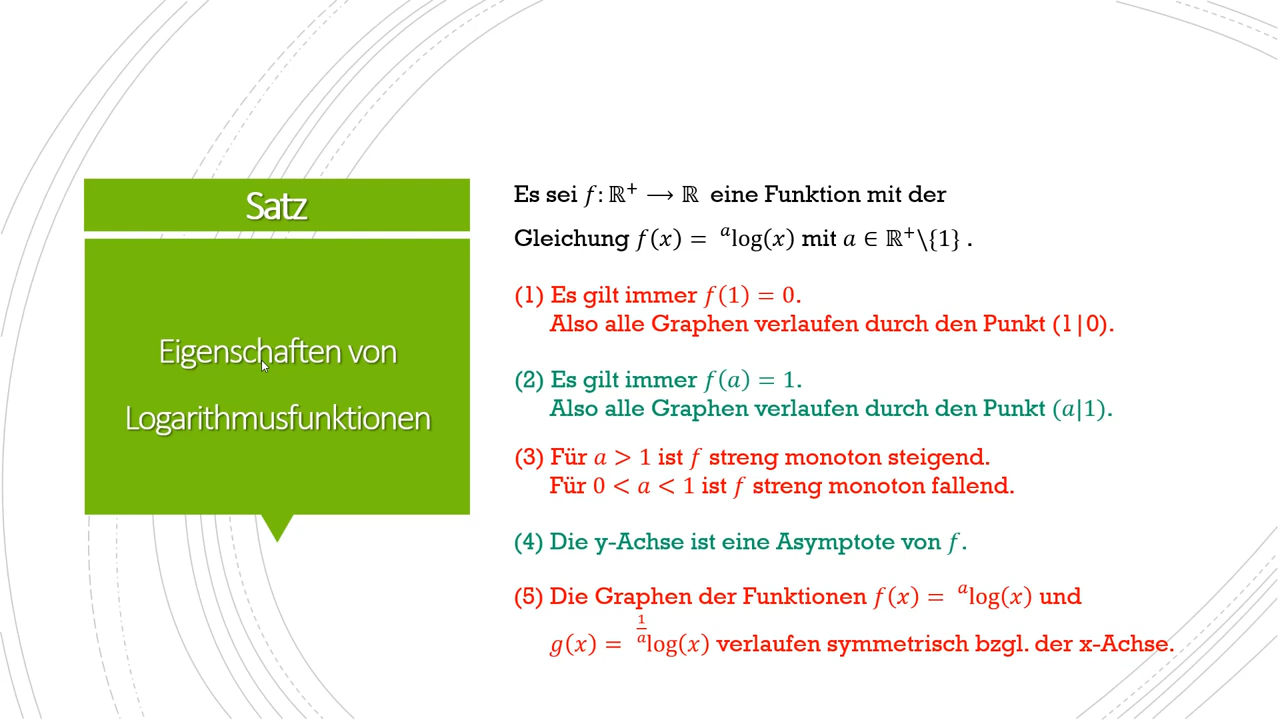 Satz
Eigenschaften von
Logarithmusfunktionen
Es sei f: ℝ⁺ ⟶ ℝ eine Funktion mit der
Gleichung f(x) = ᵃlog(x) mit a ∈ ℝ⁺\{1} .
(1) Es gilt immer f(1) = 0.
Also alle Graphen verlaufen durch den Punkt (1|0).
(2) Es gilt immer f(a) = 1.
Also alle Graphen verlaufen durch den Punkt (a|1).
(3) Für a > 1 ist f streng monoton steigend.
Für 0 < a < 1 ist f streng monoton fallend.
(4) Die y-Achse ist eine Asymptote von f.
(5) Die Graphen der Funktionen f(x) = ᵃlog(x) und
g(x) = ¹⁄ᵃlog(x) verlaufen symmetrisch bzgl. der x-Achse.